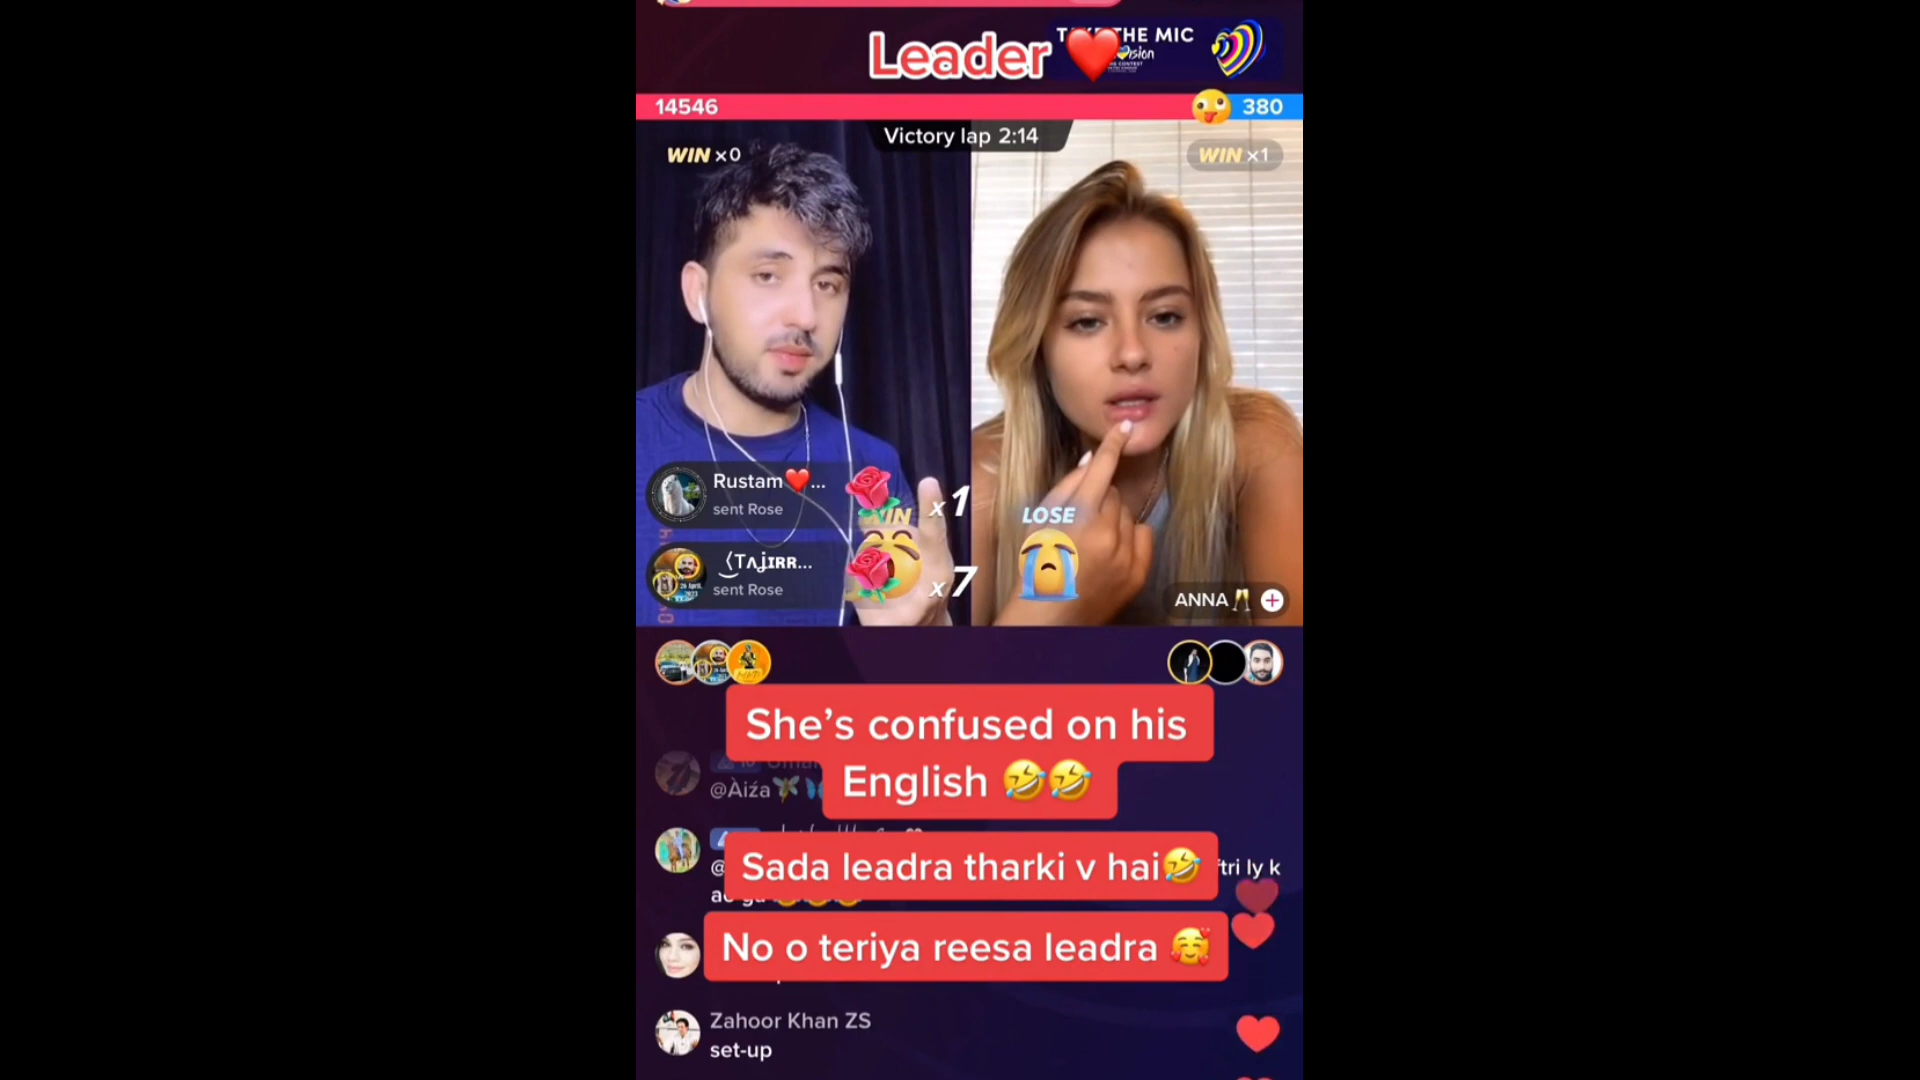 Leader ❤️
THE MIC
14546
380
Victory lap 2:14
WIN x0
WIN x1
Rustam❤️...
sent Rose
x1
WIN
LOSE
sent Rose
x7
ANNA🥂
She's confused on his
English 🤣🤣
@Àiźa
Sada leadra tharki v hai🤣
ly k
No o teriya reesa leadra 🥰
Zahoor Khan ZS
set-up